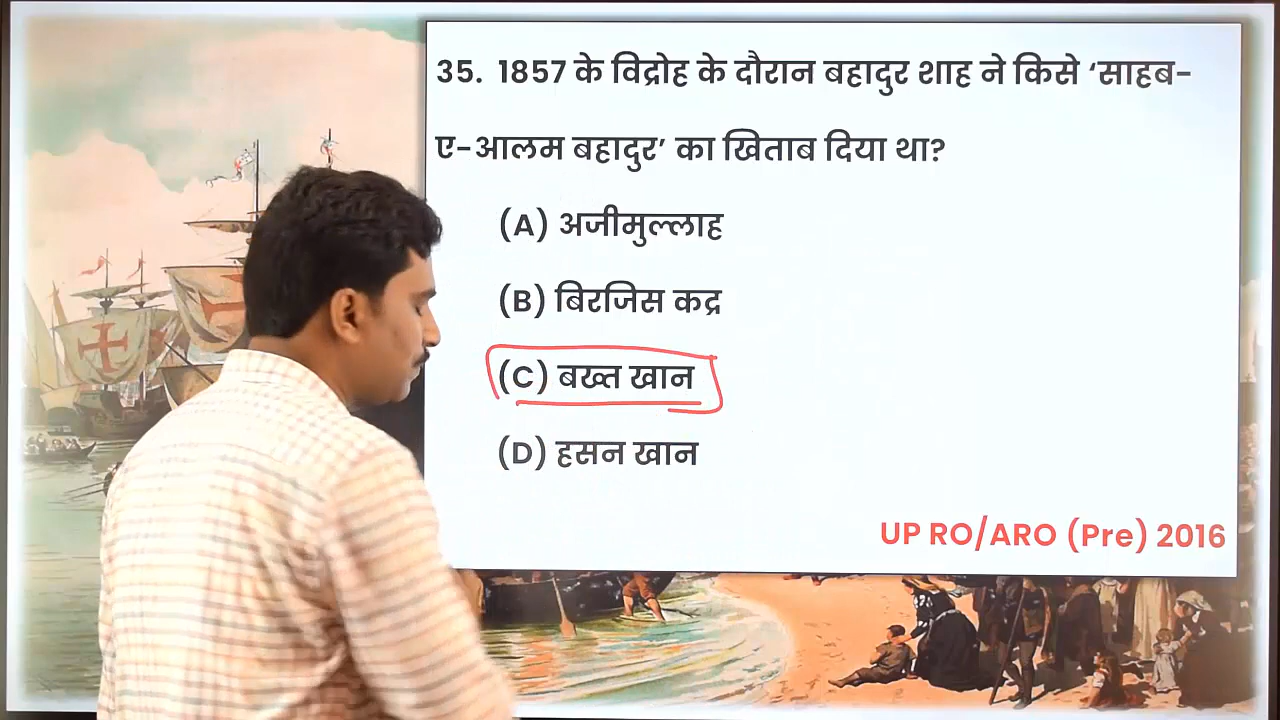 35. 1857 के विद्रोह के दौरान बहादुर शाह ने किसे ‘साहब-
ए-आलम बहादुर’ का खिताब दिया था?
(A) अजीमुल्लाह
(B) बिरजिस कद्र
(C) बख्त खान
(D) हसन खान
UP RO/ARO (Pre) 2016